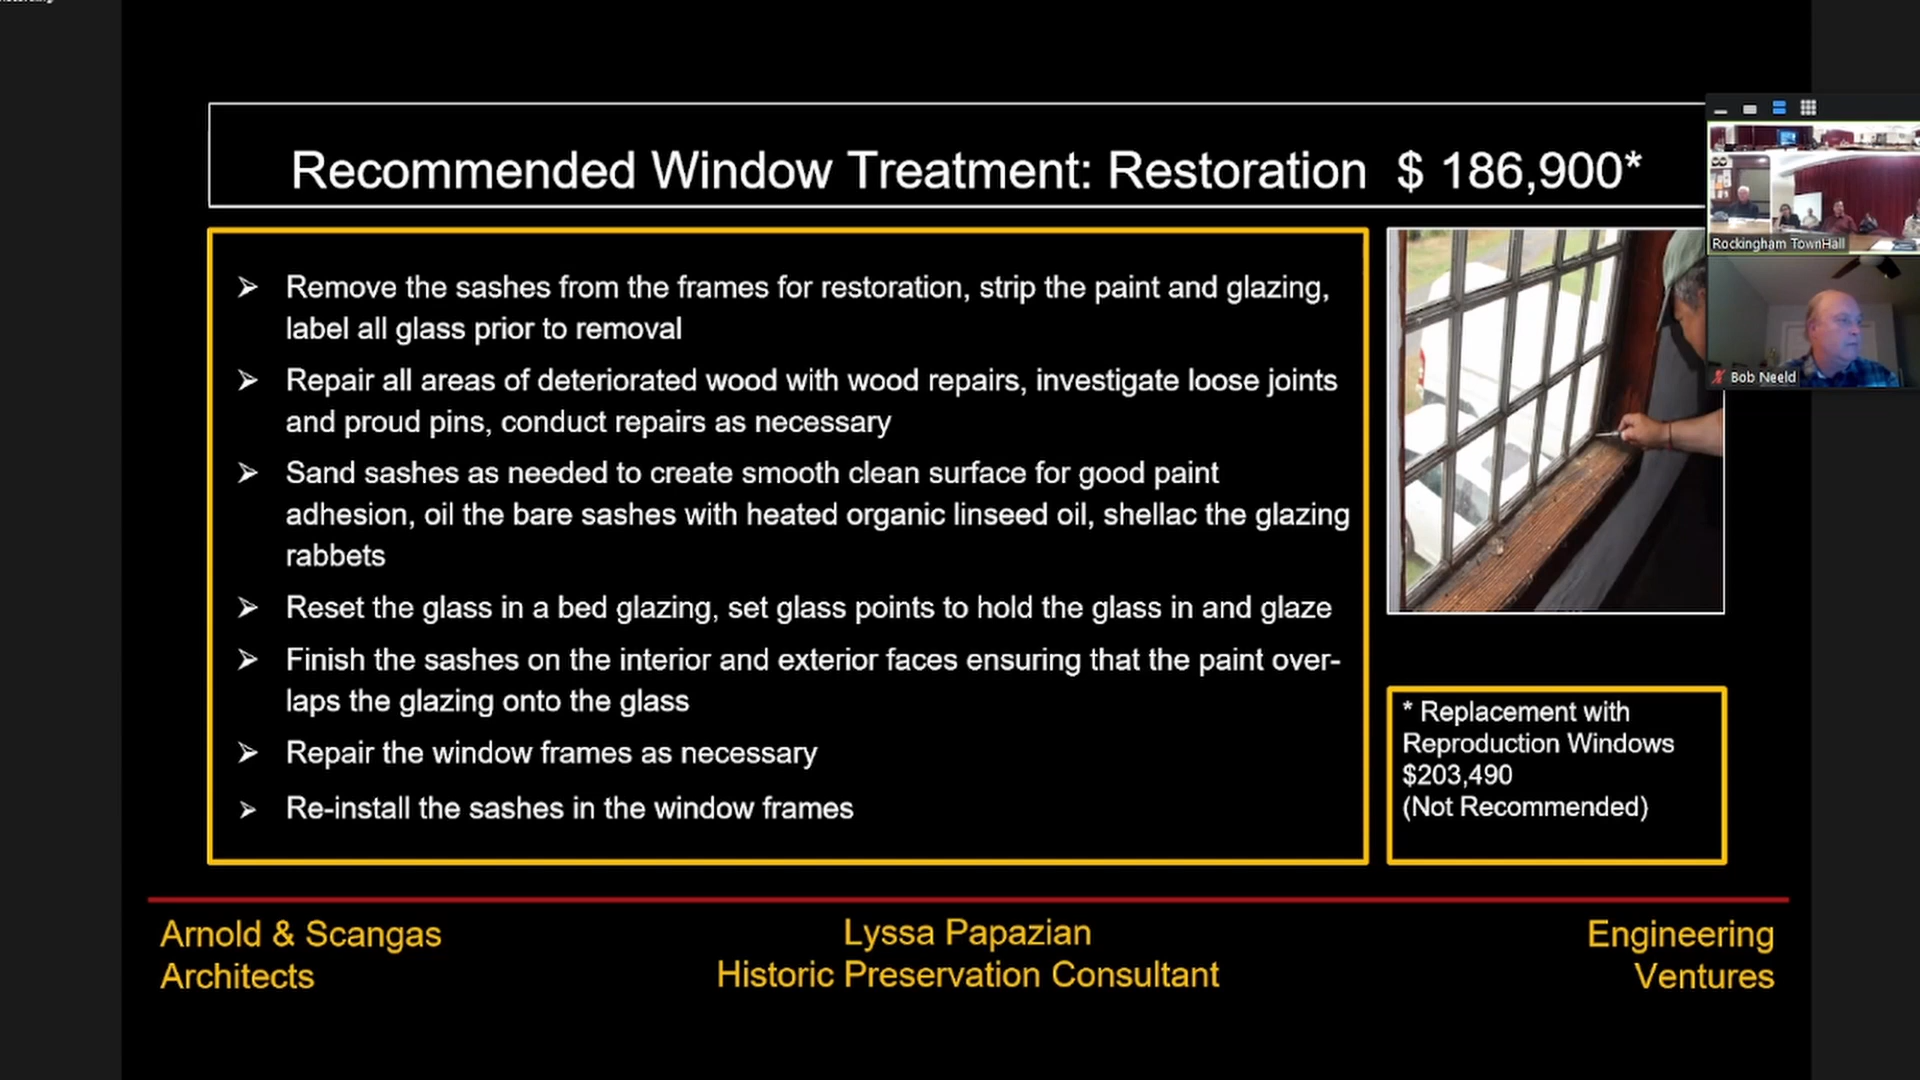 Recommended Window Treatment: Restoration $ 186,900*
➢ Remove the sashes from the frames for restoration, strip the paint and glazing,
label all glass prior to removal
➢ Repair all areas of deteriorated wood with wood repairs, investigate loose joints
and proud pins, conduct repairs as necessary
➢ Sand sashes as needed to create smooth clean surface for good paint
adhesion, oil the bare sashes with heated organic linseed oil, shellac the glazing
rabbets
➢ Reset the glass in a bed glazing, set glass points to hold the glass in and glaze
➢ Finish the sashes on the interior and exterior faces ensuring that the paint over-
laps the glazing onto the glass
➢ Repair the window frames as necessary
➢ Re-install the sashes in the window frames
Rockingham TownHall
Bob Neeld
* Replacement with
Reproduction Windows
$203,490
(Not Recommended)
Arnold & Scangas
Architects
Lyssa Papazian
Historic Preservation Consultant
Engineering
Ventures